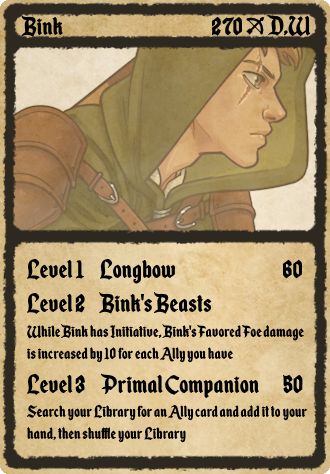 Bink 270 D,W
Level 1 Longbow 60
Level 2 Bink's Beasts
While Bink has Initiative, Bink's Favored Foe damage
is increased by 10 for each Ally you have
Level 3 Primal Companion 50
Search your Library for an Ally card and add it to your
hand, then shuffle your Library